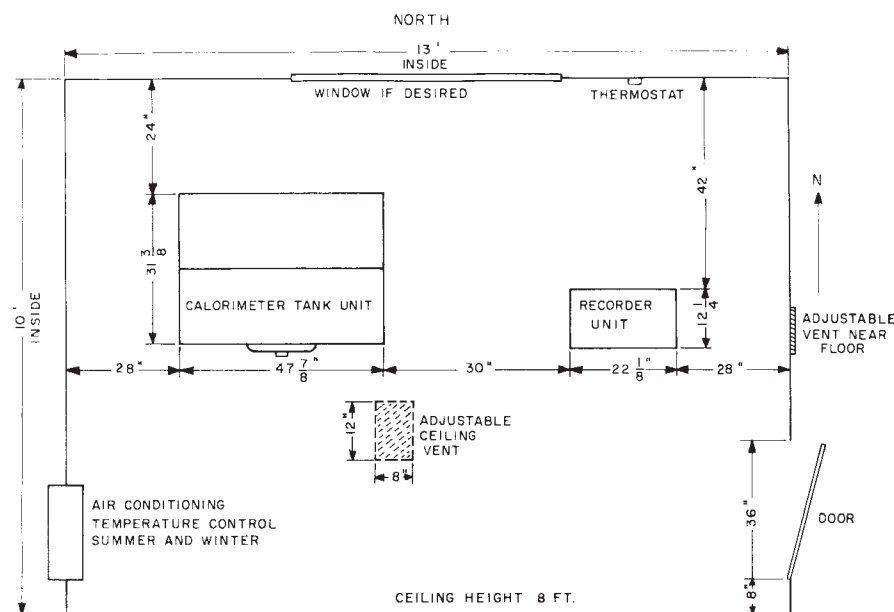 NORTH
13'
INSIDE
WINDOW IF DESIRED
THERMOSTAT
24"
42"
N
31 3/8
CALORIMETER TANK UNIT
RECORDER
UNIT
12 1/4
10'
INSIDE
ADJUSTABLE
VENT NEAR
FLOOR
28"
47 7/8"
30"
22 1/8"
28"
12"
ADJUSTABLE
CEILING
VENT
8"
AIR CONDITIONING
TEMPERATURE CONTROL
SUMMER AND WINTER
36"
DOOR
8"
CEILING HEIGHT 8 FT.